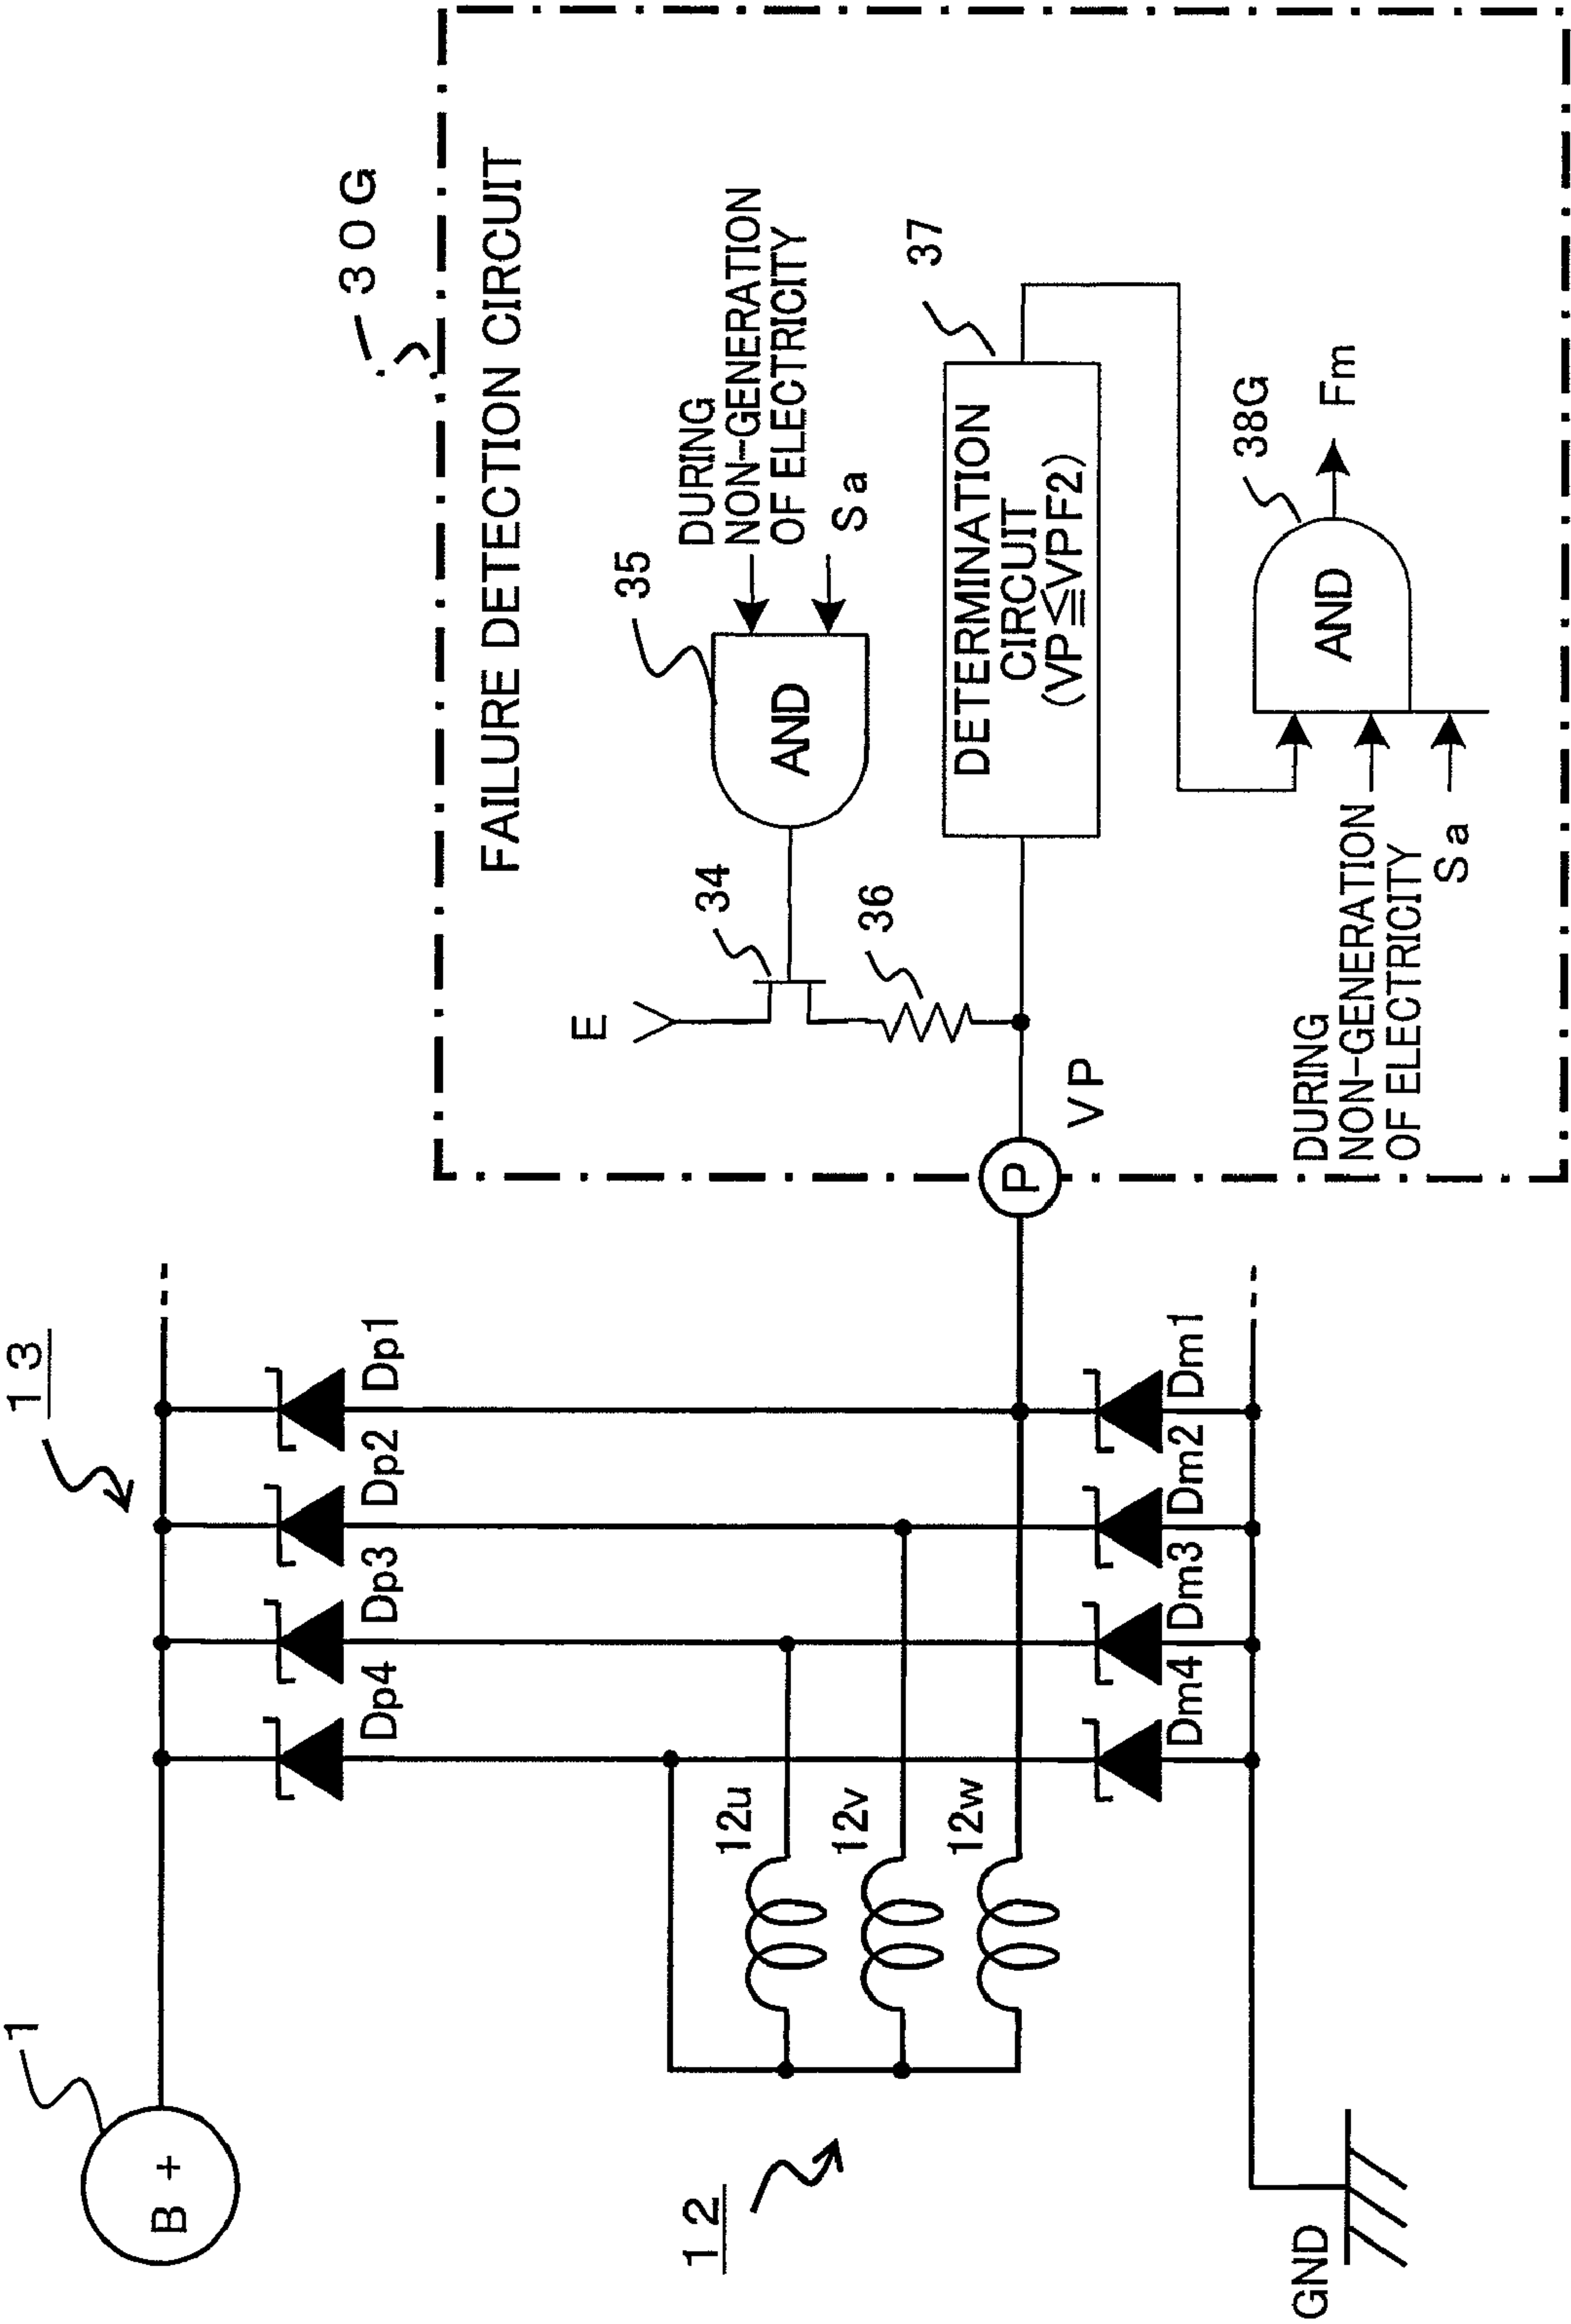 30G
FAILURE DETECTION CIRCUIT
13
1
B +
Dp4
Dp3
Dp2
Dp1
E
34
35
DURING
NON-GENERATION
OF ELECTRICITY
Sa
AND
36
37
12u
12v
12w
12
P
VP
DETERMINATION
CIRCUIT
(VP≦VPF2)
Dm4
Dm3
Dm2
Dm1
DURING
NON-GENERATION
OF ELECTRICITY
Sa
AND
38G
Fm
GND